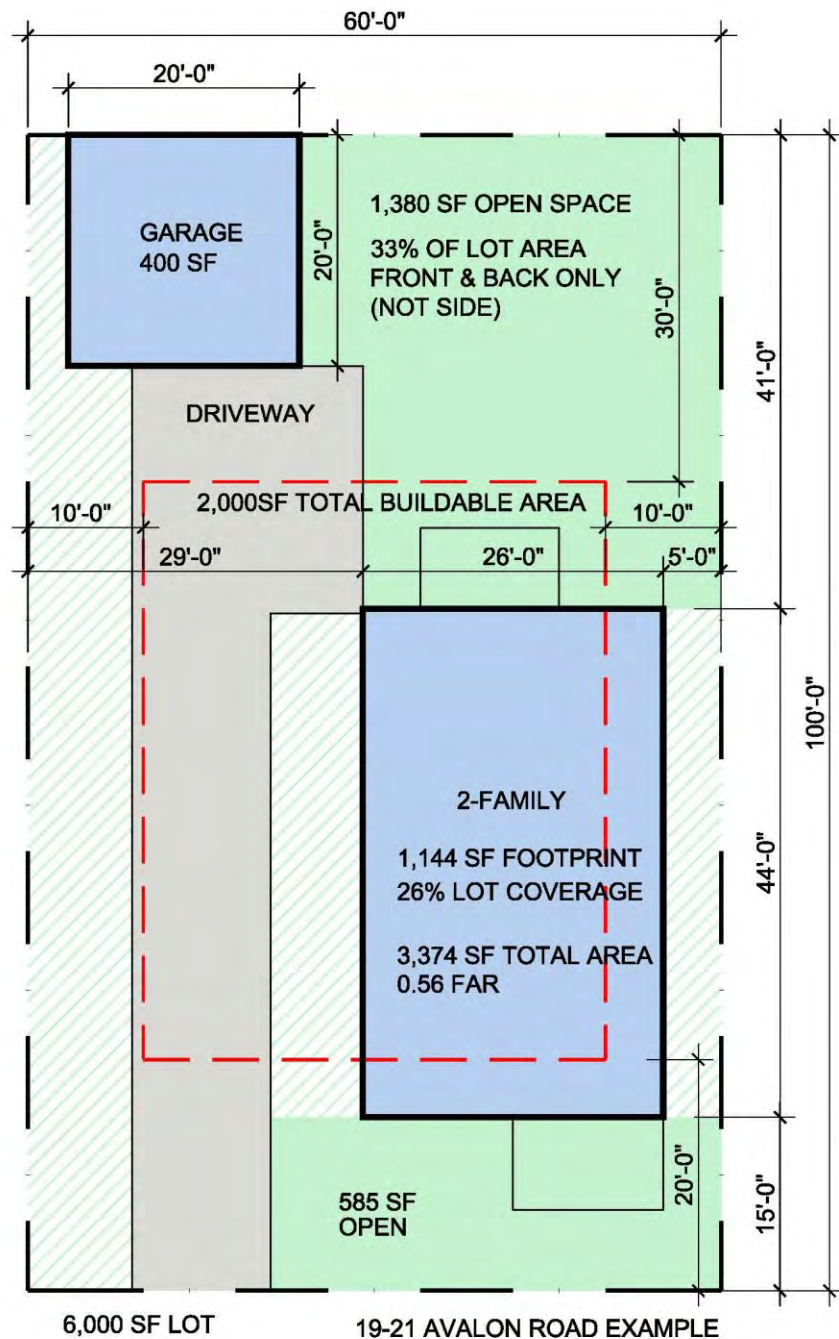 60'-0"
20'-0"
GARAGE
400 SF
20'-0"
1,380 SF OPEN SPACE
33% OF LOT AREA
FRONT & BACK ONLY
(NOT SIDE)
30'-0"
41'-0"
DRIVEWAY
2,000SF TOTAL BUILDABLE AREA
10'-0"
10'-0"
29'-0"
26'-0"
5'-0"
100'-0"
2-FAMILY
1,144 SF FOOTPRINT
26% LOT COVERAGE
3,374 SF TOTAL AREA
0.56 FAR
44'-0"
585 SF
OPEN
20'-0"
15'-0"
6,000 SF LOT
19-21 AVALON ROAD EXAMPLE